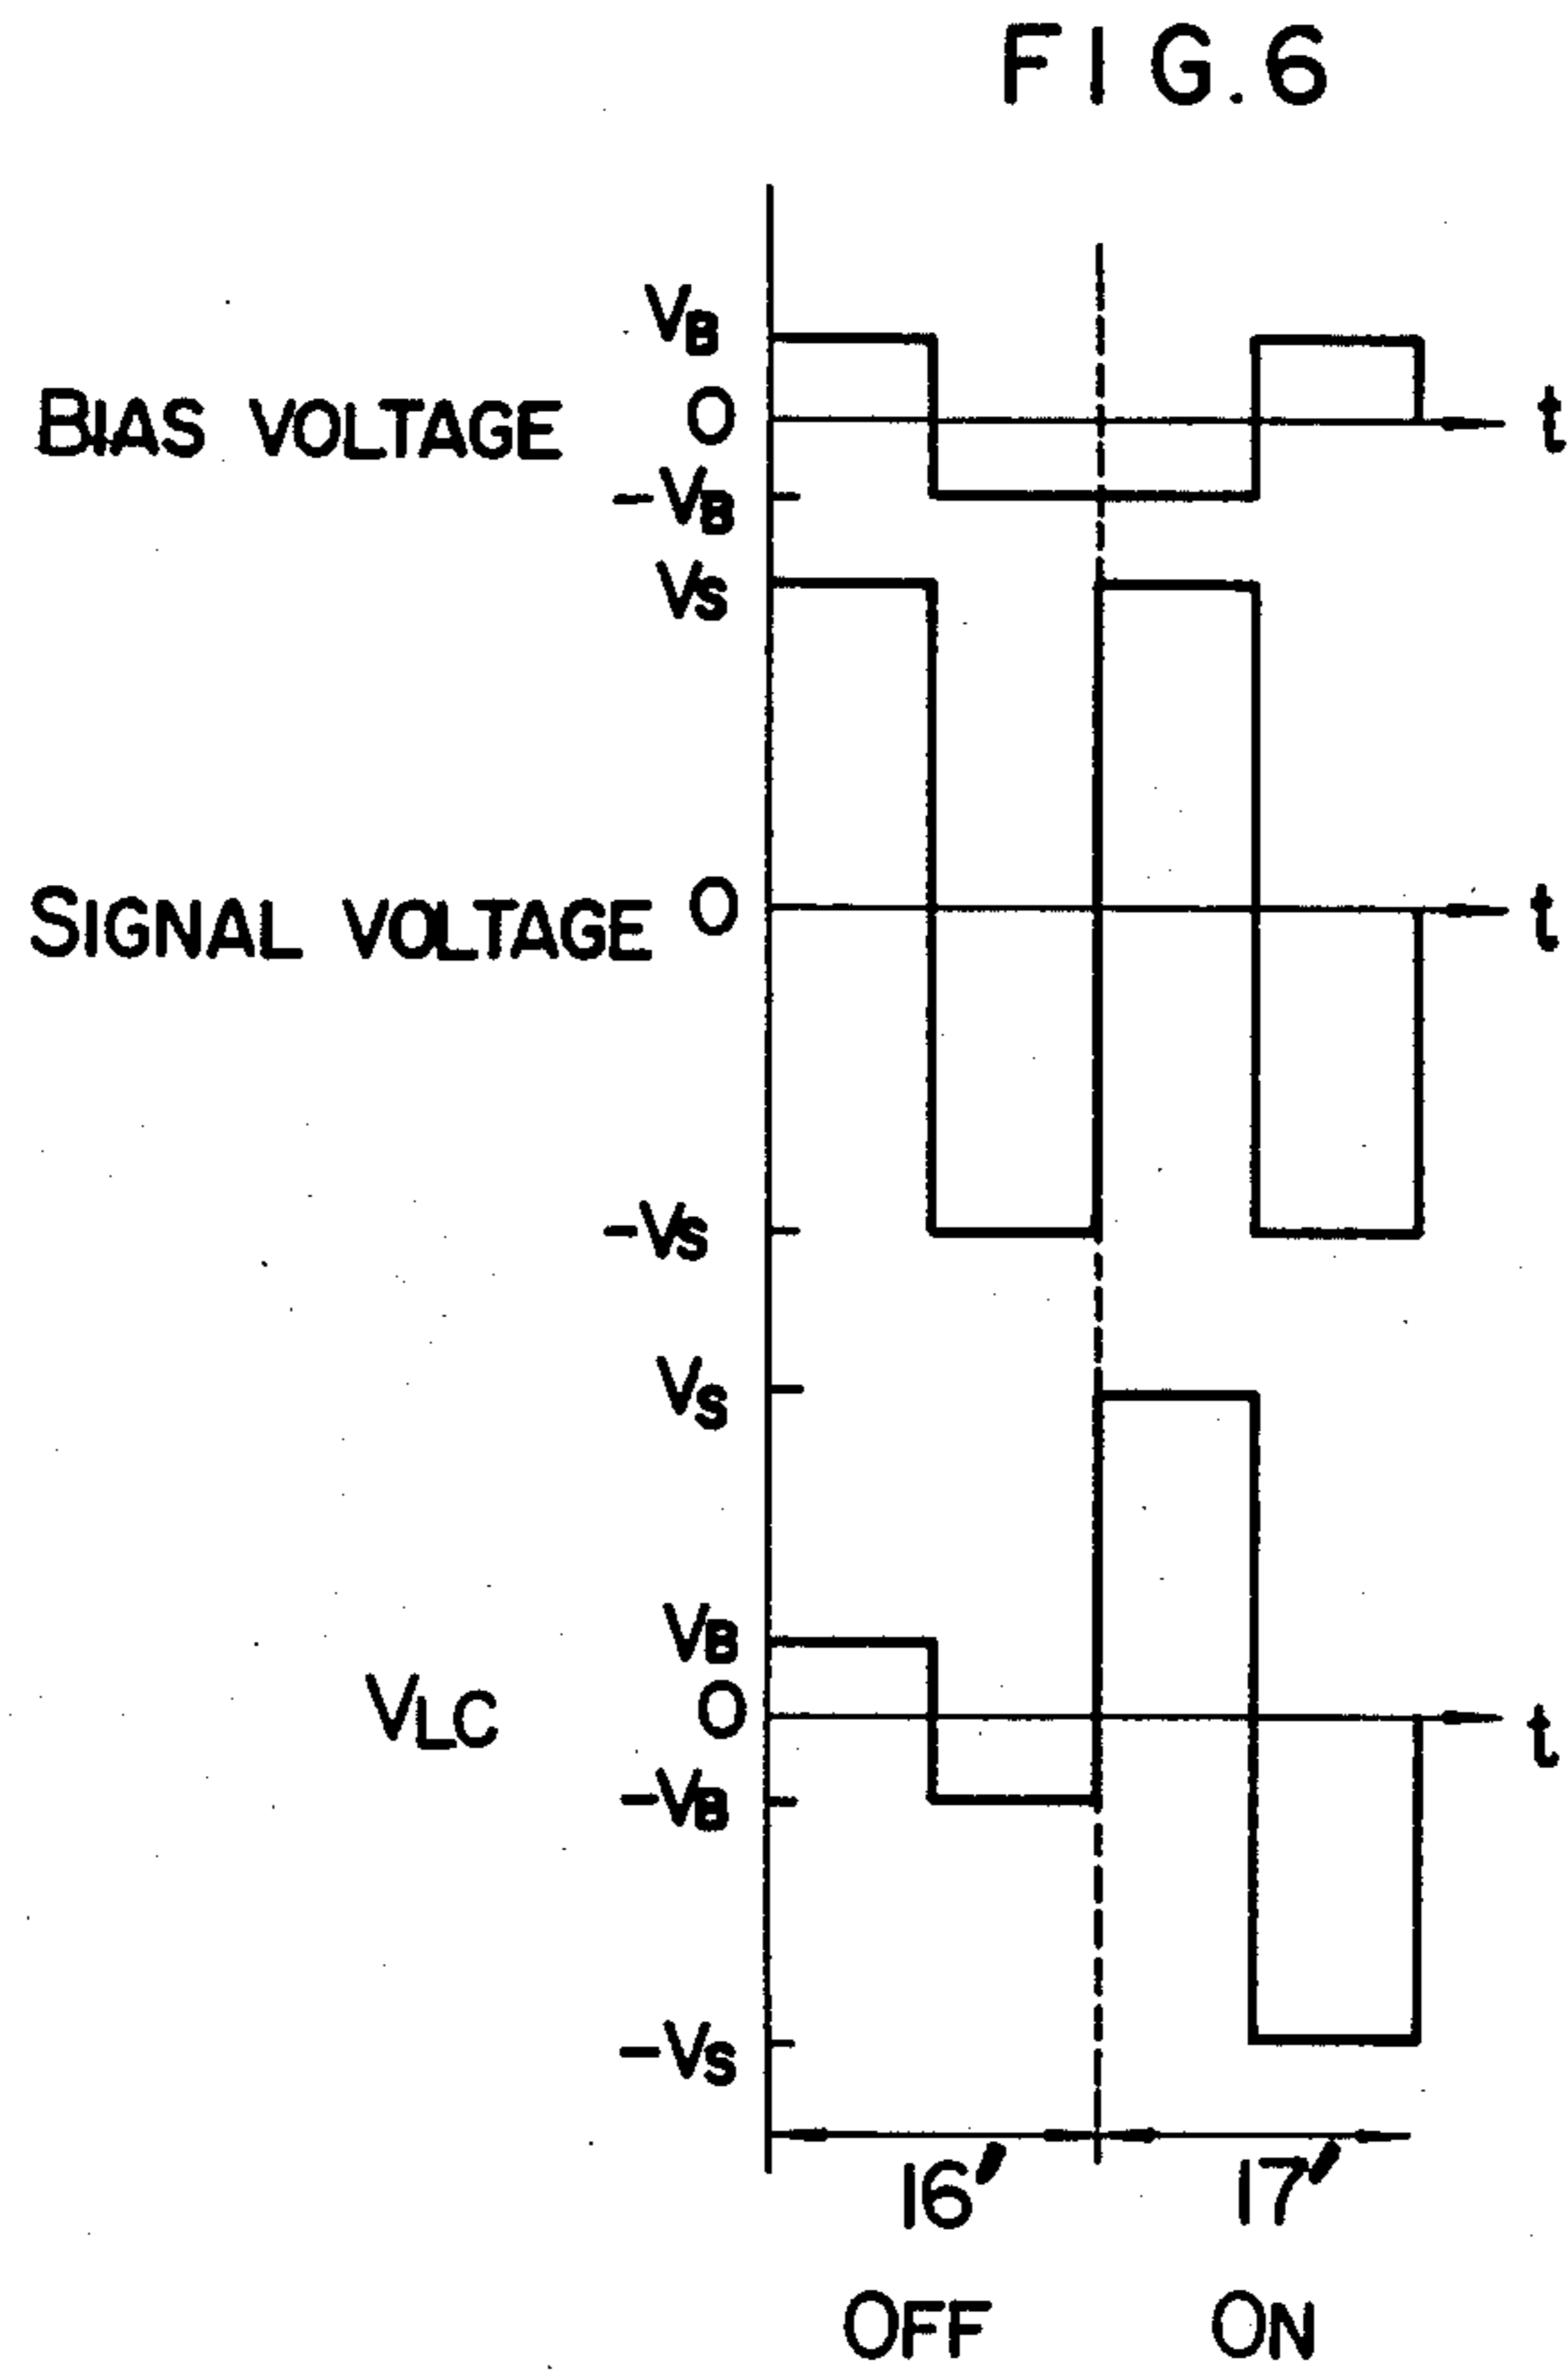 FIG.6
VB
BIAS VOLTAGE O t
-VB
VS
SIGNAL VOLTAGE O t
-VS
VS
VB
VLC O t
-VB
-VS
16' 17'
OFF ON